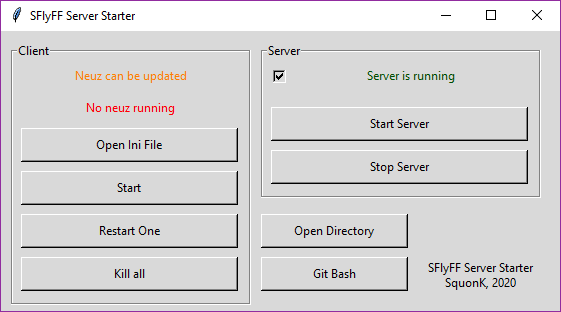 SFlyFF Server Starter
Client
Neuz can be updated
No neuz running
Open Ini File
Start
Restart One
Kill all
Server
Server is running
Start Server
Stop Server
Open Directory
Git Bash
SFlyFF Server Starter
SquonK, 2020